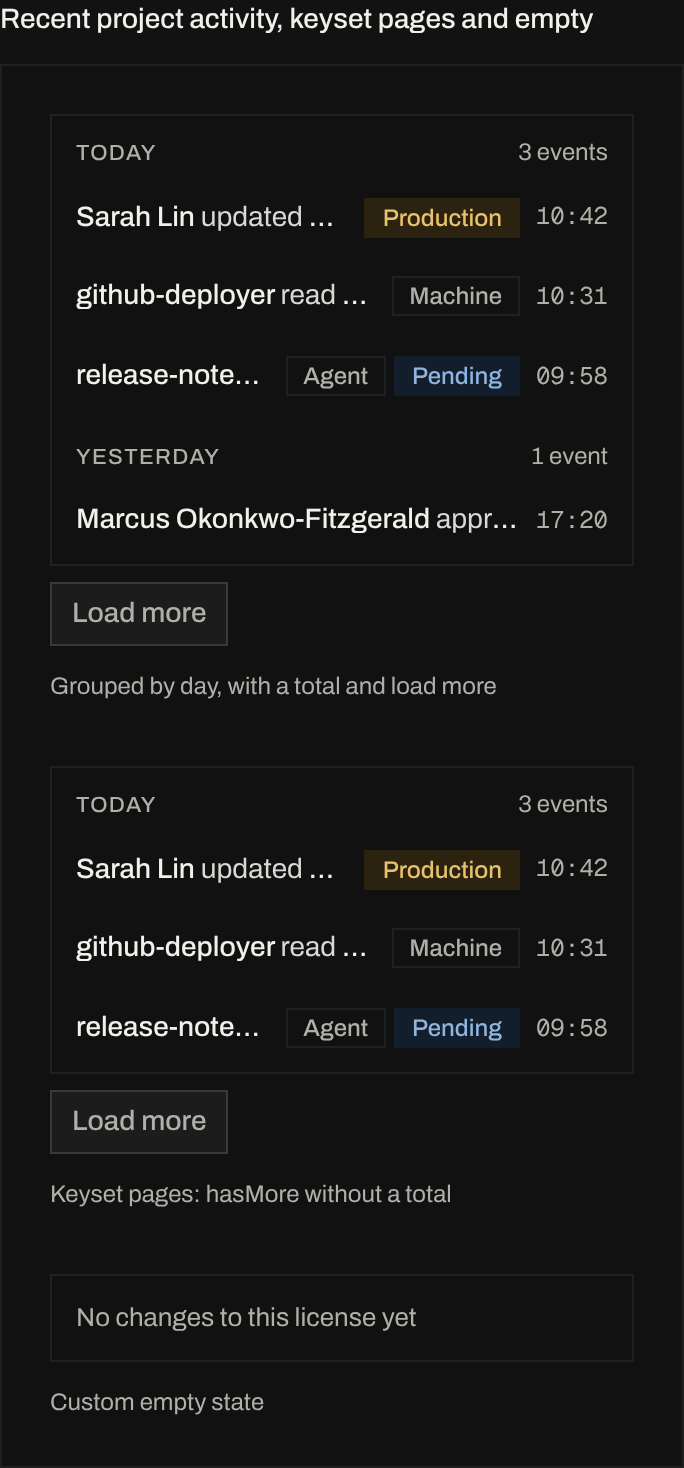 Recent project activity, keyset pages and empty
TODAY 3 events
Sarah Lin updated ... Production 10:42
github-deployer read ... Machine 10:31
release-note... Agent Pending 09:58
YESTERDAY 1 event
Marcus Okonkwo-Fitzgerald appr... 17:20
Load more
Grouped by day, with a total and load more
TODAY 3 events
Sarah Lin updated ... Production 10:42
github-deployer read ... Machine 10:31
release-note... Agent Pending 09:58
Load more
Keyset pages: hasMore without a total
No changes to this license yet
Custom empty state